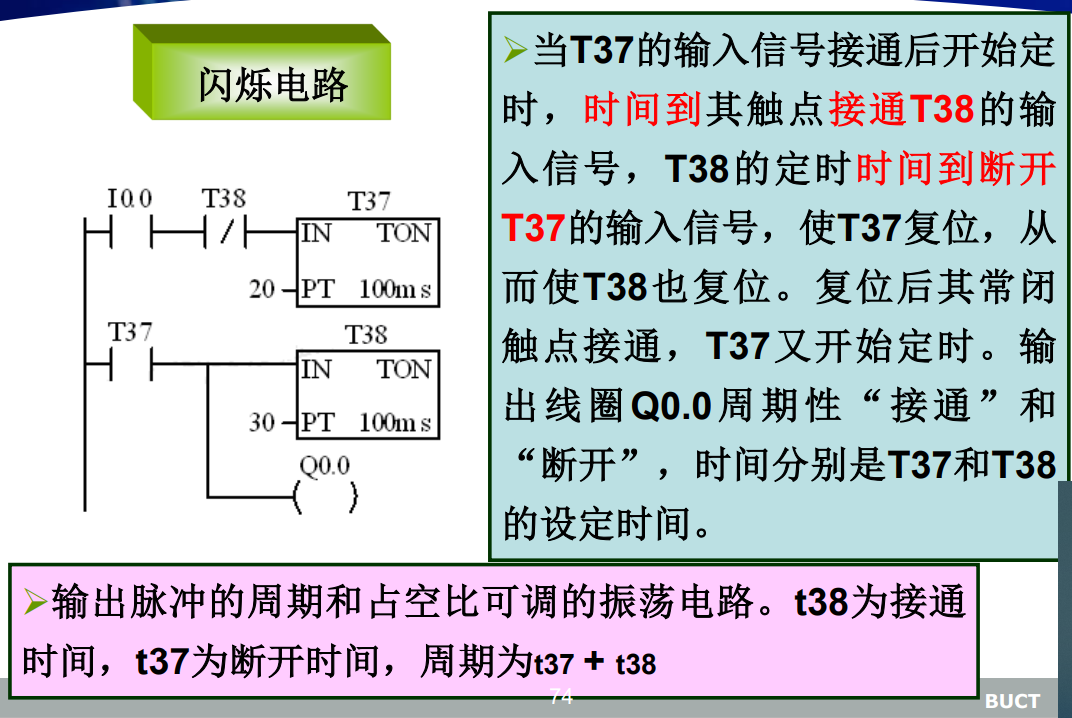 闪烁电路
I0.0 T38 T37
IN TON
20 PT 100ms
T37 T38
IN TON
30 PT 100ms
Q0.0
➢当T37的输入信号接通后开始定
时，时间到其触点接通T38的输
入信号，T38的定时时间到断开
T37的输入信号，使T37复位，从
而使T38也复位。复位后其常闭
触点接通，T37又开始定时。输
出线圈Q0.0周期性“接通”和
“断开”，时间分别是T37和T38
的设定时间。
➢输出脉冲的周期和占空比可调的振荡电路。t38为接通
时间，t37为断开时间，周期为t37 + t38
74
BUCT